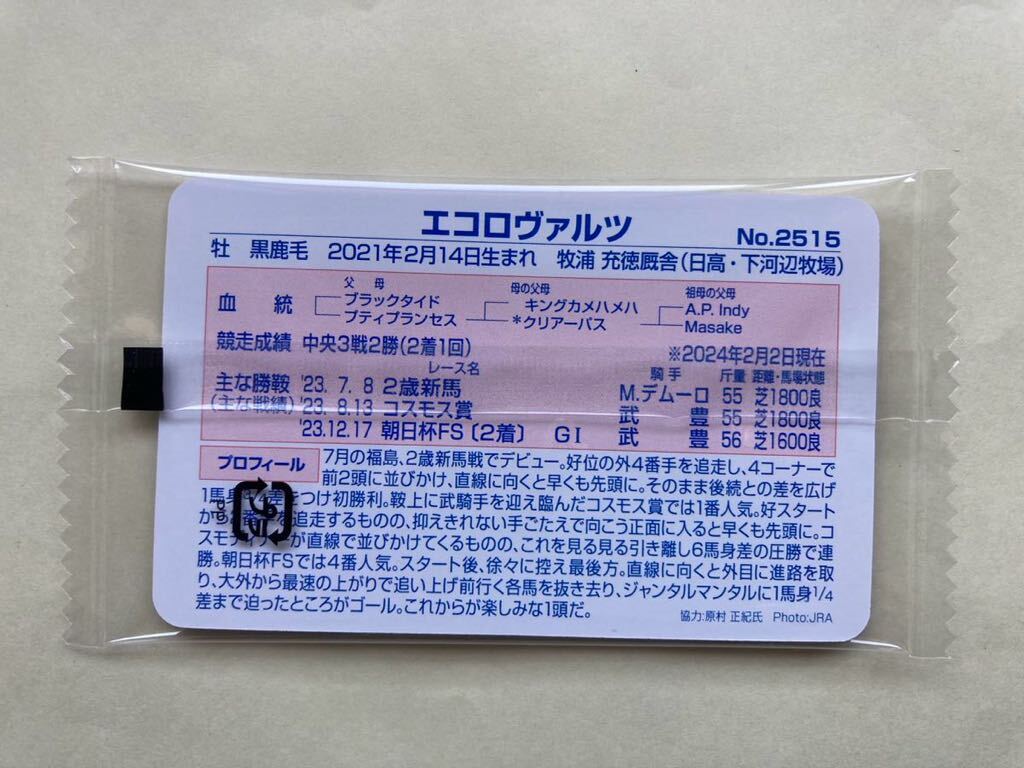 エコロヴァルツ No.2515
牡 黒鹿毛 2021年2月14日生まれ 牧浦 充徳厩舎(日高・下河辺牧場)
父 母 母の父母 祖母の父母
血統 ブラックタイド キングカメハメハ A.P. Indy
プティプランセス *クリアーパス Masake
競走成績 中央3戦2勝(2着1回) ※2024年2月2日現在
レース名 騎手 斤量 距離・馬場状態
主な勝鞍 '23. 7. 8 2歳新馬 M.デムーロ 55 芝1800良
(主な戦績) '23. 8.13 コスモス賞 武 豊 55 芝1800良
'23.12.17 朝日杯FS〔2着〕 GI 武 豊 56 芝1600良
プロフィール 7月の福島、2歳新馬戦でデビュー。好位の外4番手を追走し、4コーナーで
前2頭に並びかけ、直線に向くと早くも先頭に。そのまま後続との差を広げ
1馬身 差をつけ初勝利。鞍上に武騎手を迎え臨んだコスモス賞では1番人気。好スタート
から2番 を追走するものの、抑えきれない手ごたえで向こう正面に入ると早くも先頭に。コ
スモディ が直線で並びかけてくるものの、これを見る見る引き離し6馬身差の圧勝で連
勝。朝日杯FSでは4番人気。スタート後、徐々に控え最後方。直線に向くと外目に進路を取
り、大外から最速の上がりで追い上げ前行く各馬を抜き去り、ジャンタルマンタルに1馬身1/4
差まで迫ったところがゴール。これからが楽しみな1頭だ。
協力:原村 正紀氏 Photo:JRA
プラ